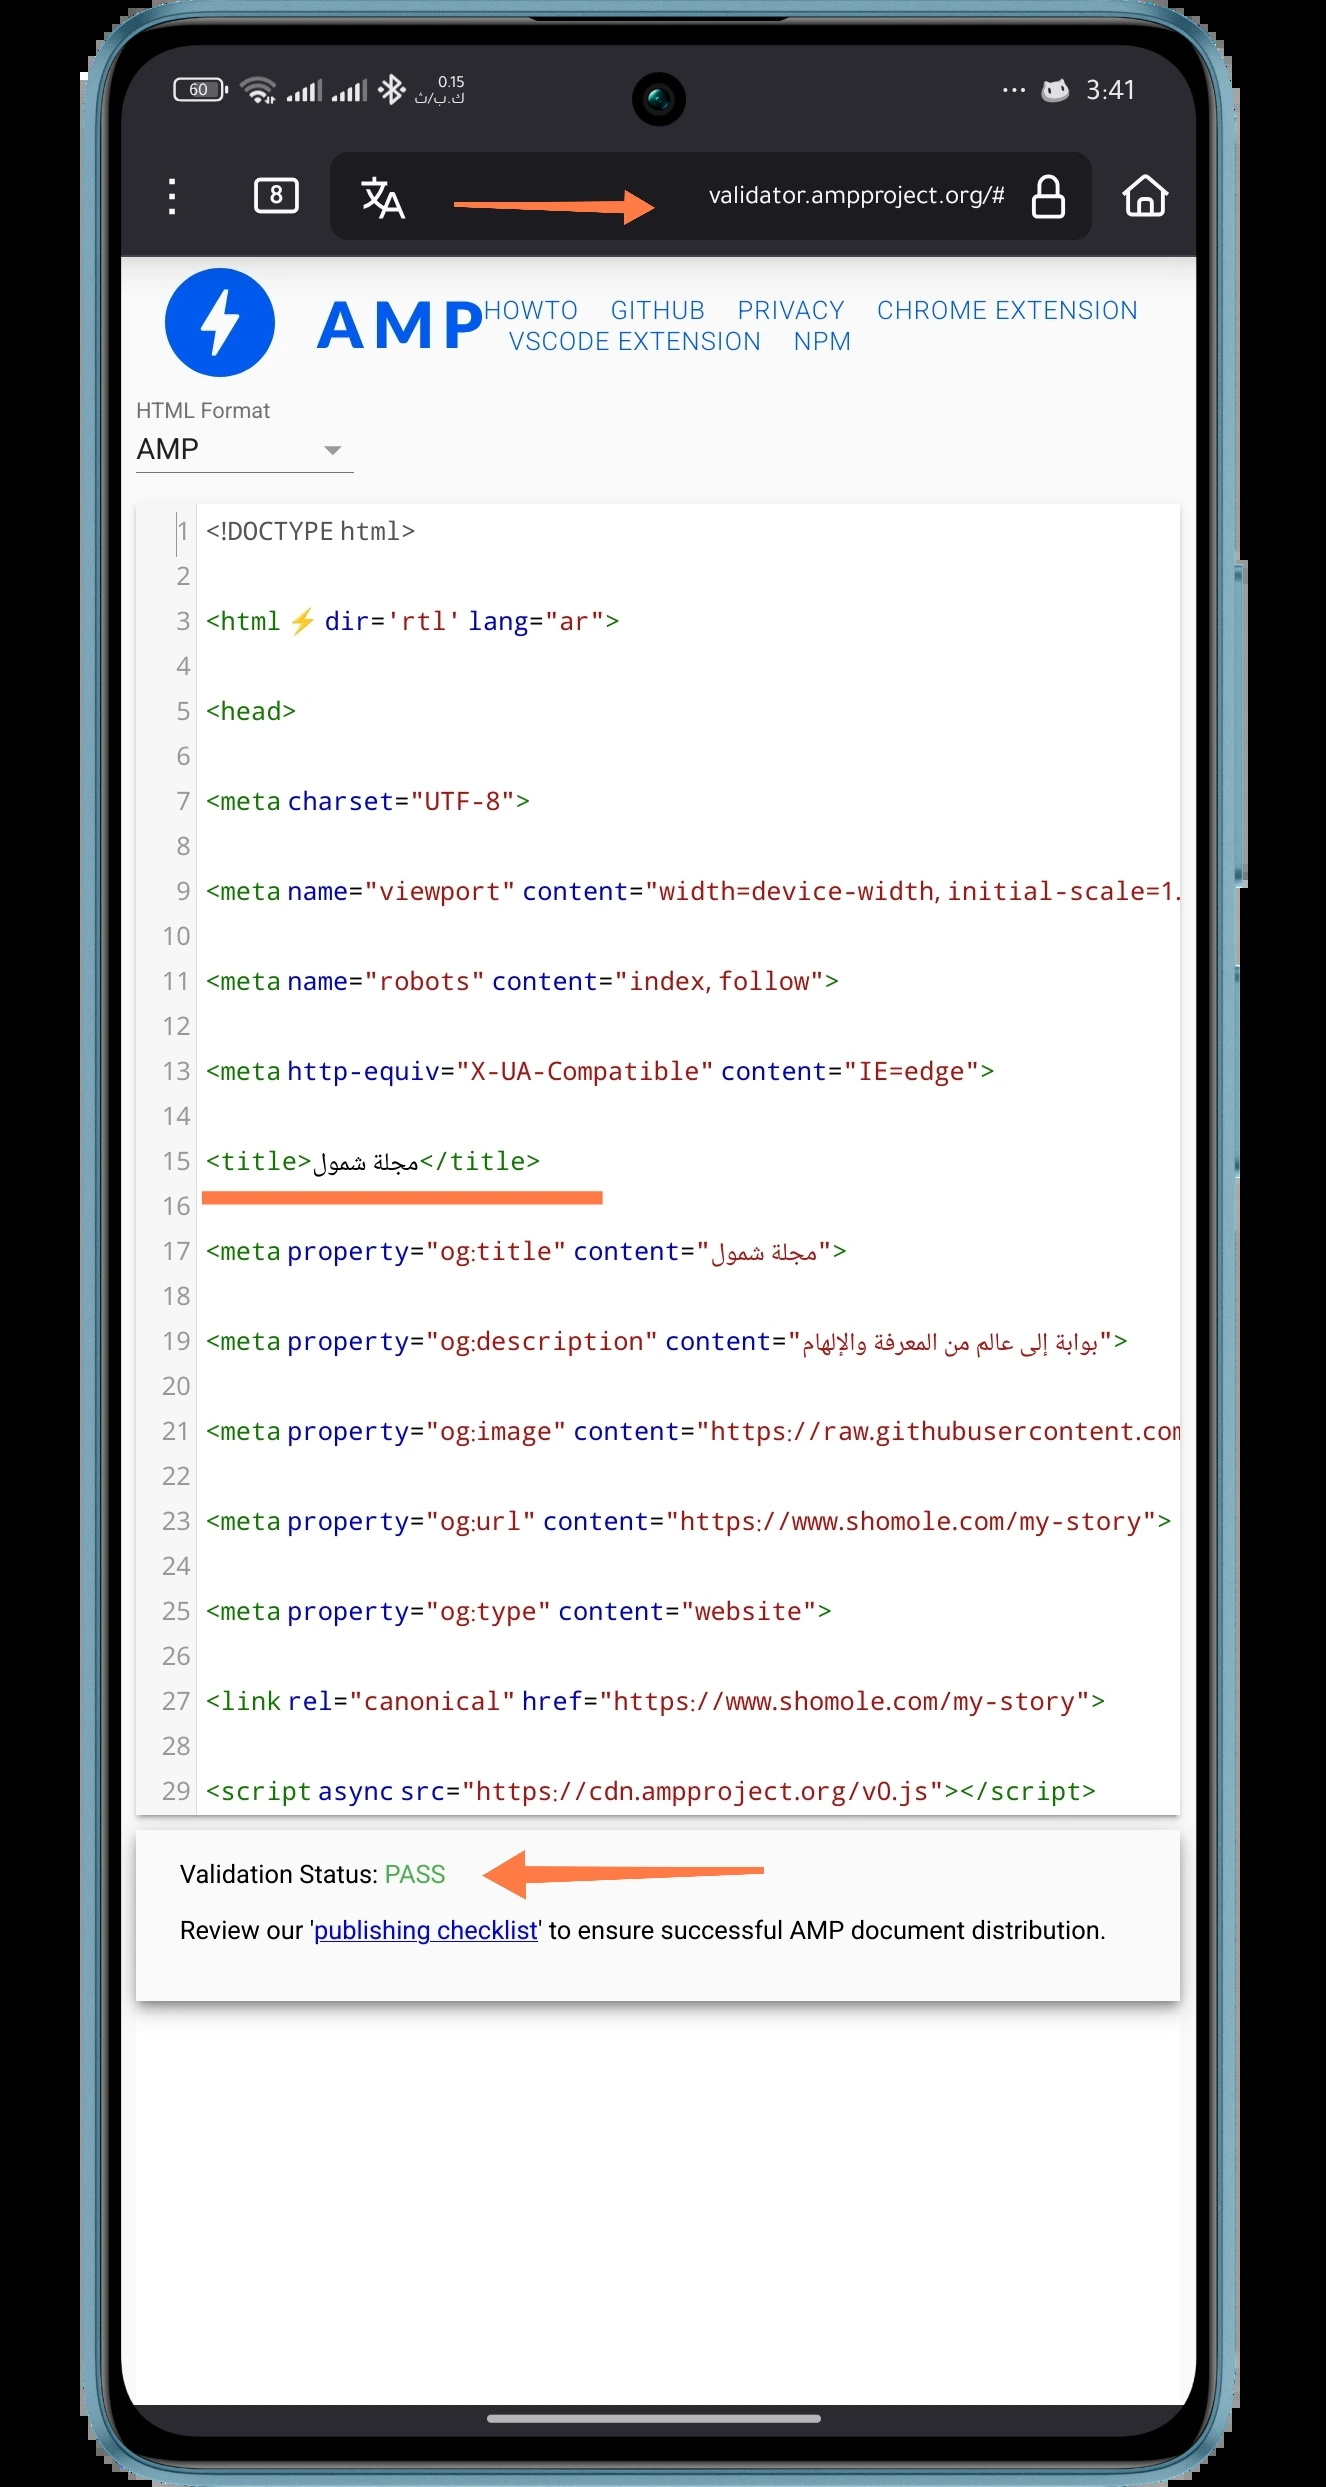 60
0.15
ك.ب/ث
3:41
8
validator.ampproject.org/#
AMP
HOWTO GITHUB PRIVACY CHROME EXTENSION
VSCODE EXTENSION NPM
HTML Format
AMP
1 <!DOCTYPE html>
2
3 <html ⚡ dir='rtl' lang="ar">
4
5 <head>
6
7 <meta charset="UTF-8">
8
9 <meta name="viewport" content="width=device-width, initial-scale=1.
10
11 <meta name="robots" content="index, follow">
12
13 <meta http-equiv="X-UA-Compatible" content="IE=edge">
14
15 <title>مجلة شمول</title>
16
17 <meta property="og:title" content="مجلة شمول">
18
19 <meta property="og:description" content="بوابة إلى عالم من المعرفة والإلهام">
20
21 <meta property="og:image" content="https://raw.githubusercontent.com
22
23 <meta property="og:url" content="https://www.shomole.com/my-story">
24
25 <meta property="og:type" content="website">
26
27 <link rel="canonical" href="https://www.shomole.com/my-story">
28
29 <script async src="https://cdn.ampproject.org/v0.js"></script>
Validation Status: PASS
Review our 'publishing checklist' to ensure successful AMP document distribution.